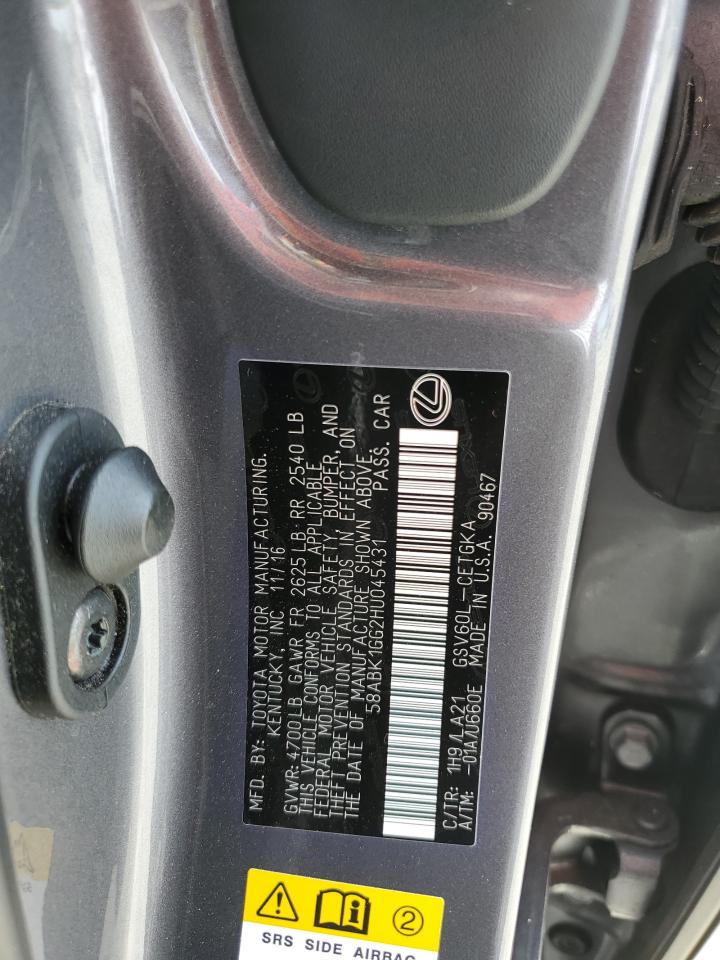 MFD. BY: TOYOTA MOTOR MANUFACTURING.
KENTUCKY, INC 11/16
GVWR: 4700 LB GAWR FR 2625LB RR 2540 LB
THIS VEHICLE CONFORMS TO ALL APPLICABLE
FEDERAL MOTOR VEHICLE SAFETY, BUMPER, AND
THEFT PREVENTION STANDARDS IN EFFECT ON
THE DATE OF MANUFACTURE SHOWN ABOVE.
58ABK1GG2HU045431 PASS. CAR
C/TR: 1H9/LA21 GSV60L-CETGKA
A/TM: -01A/U660E MADE IN U.S.A. 90467
2
SRS SIDE AIRBAG